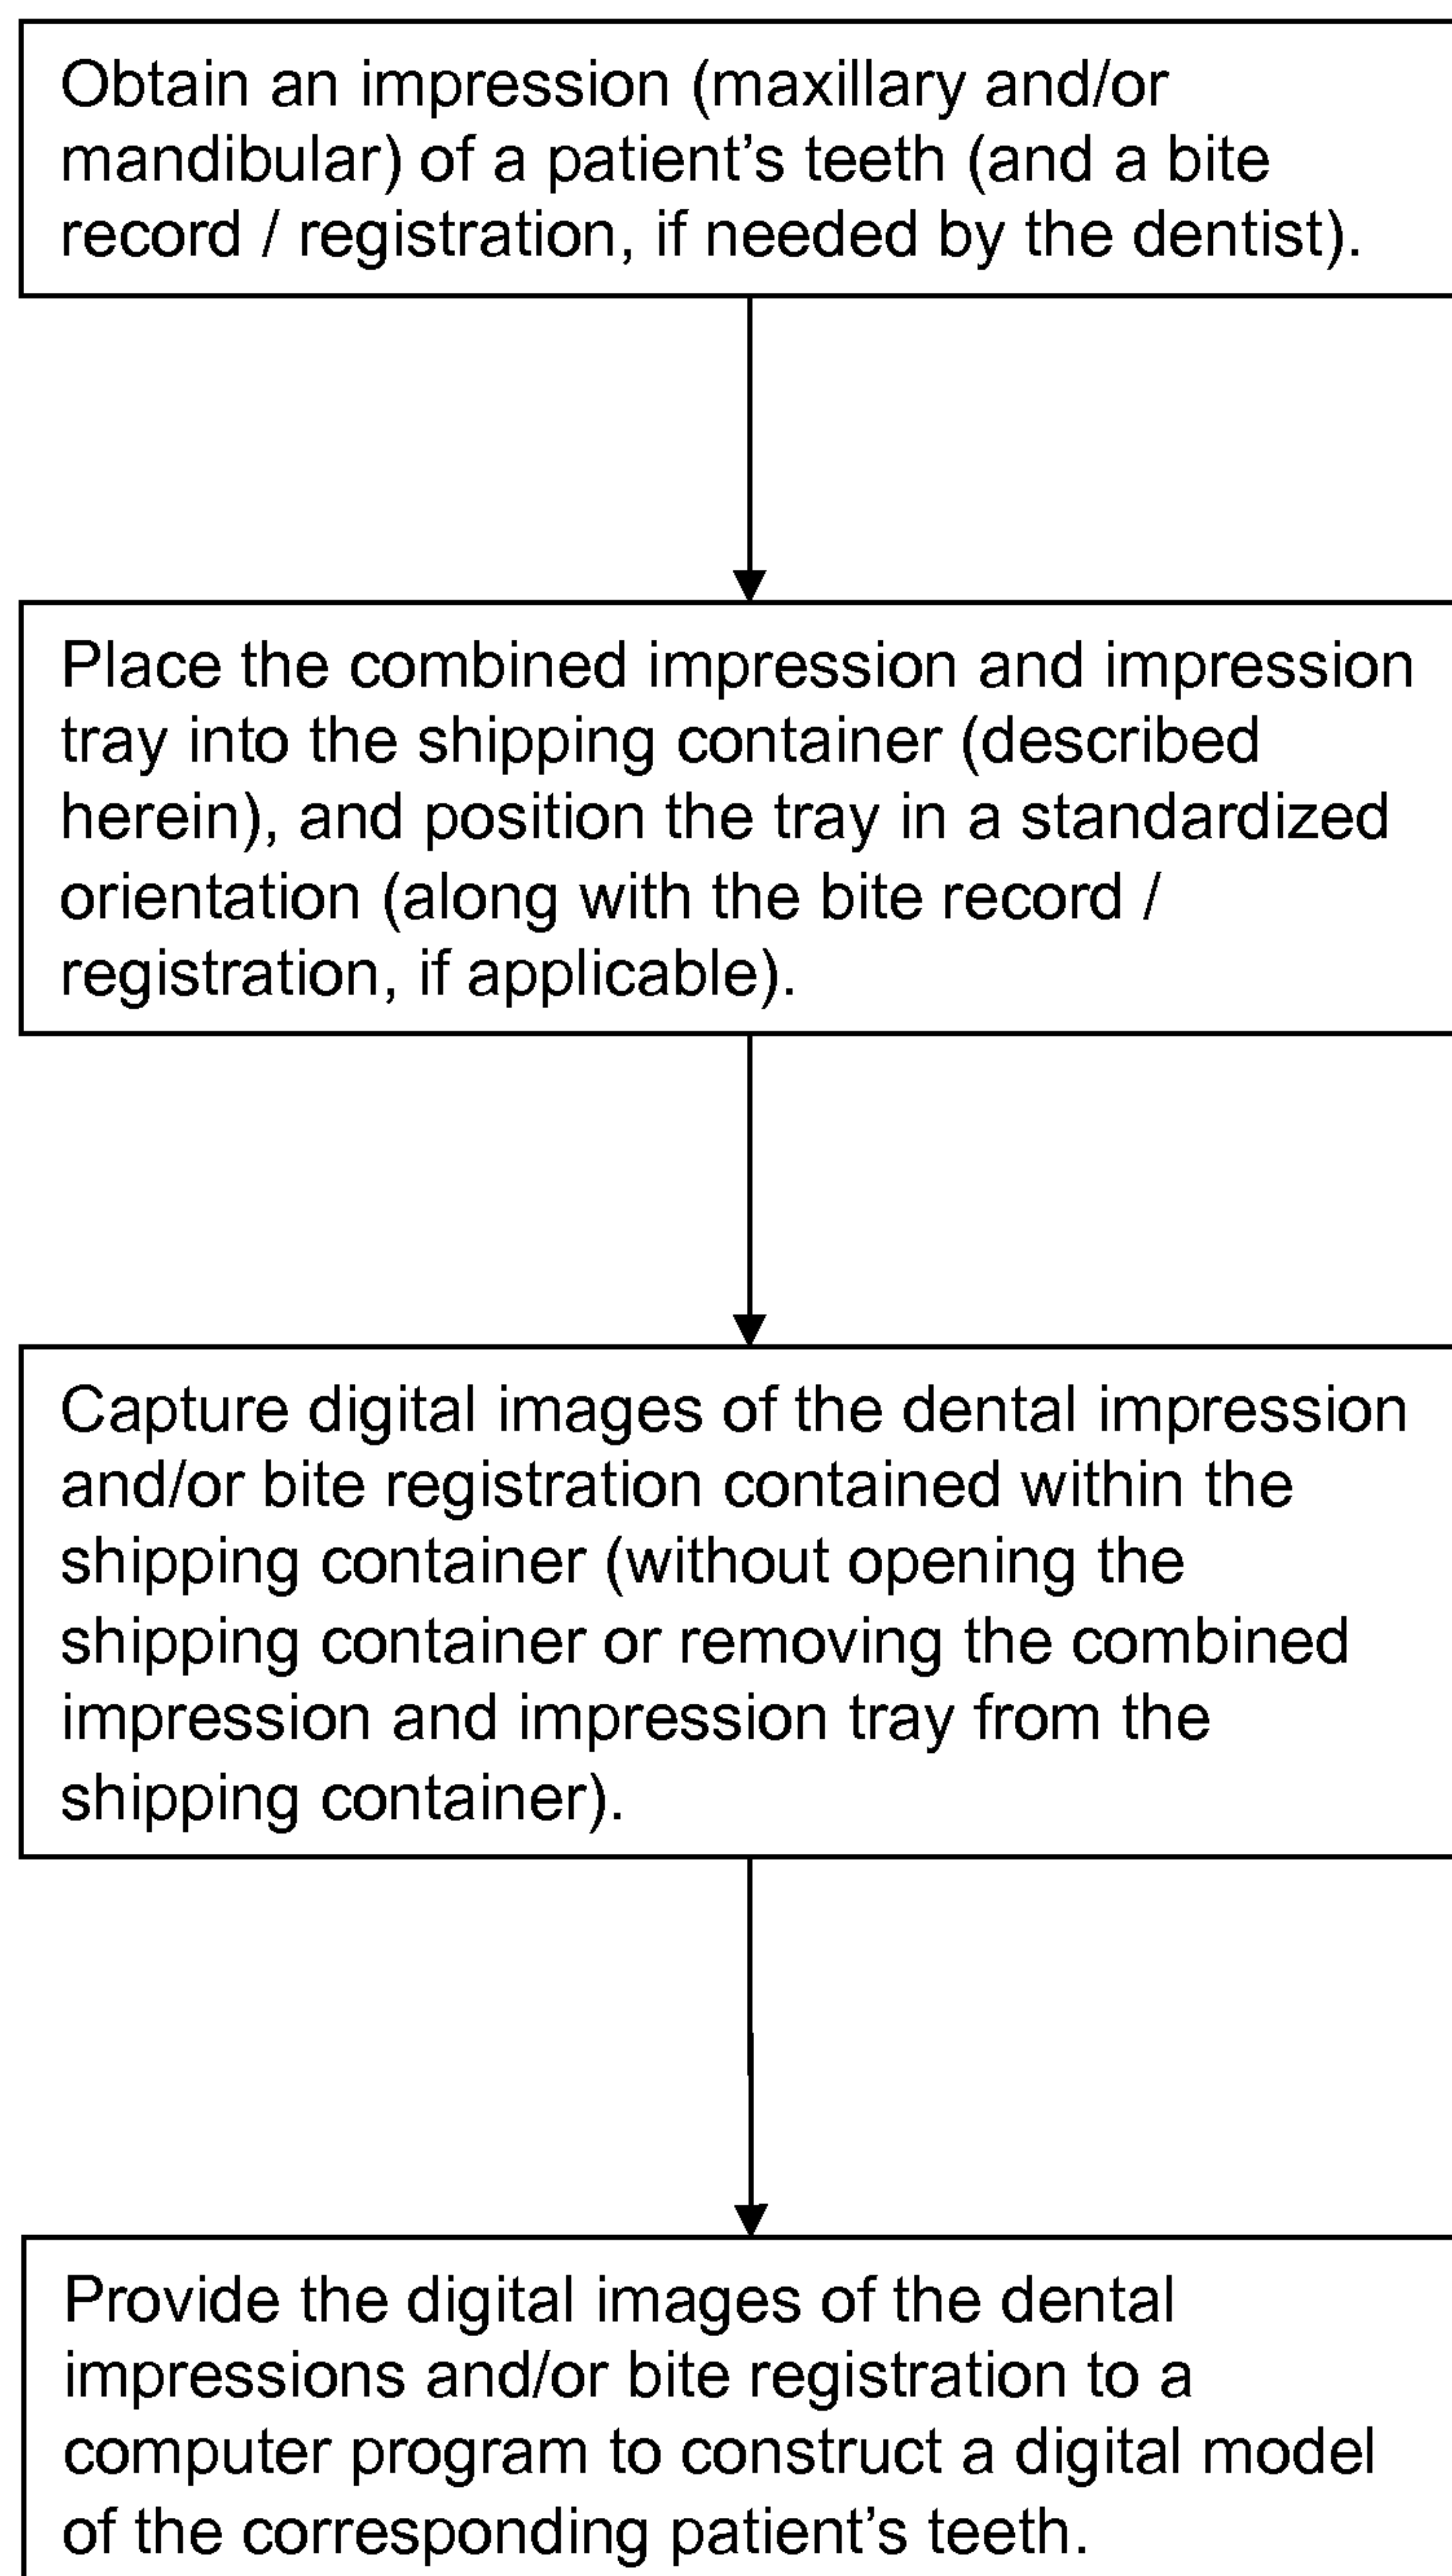 Obtain an impression (maxillary and/or
mandibular) of a patient’s teeth (and a bite
record / registration, if needed by the dentist).
Place the combined impression and impression
tray into the shipping container (described
herein), and position the tray in a standardized
orientation (along with the bite record /
registration, if applicable).
Capture digital images of the dental impression
and/or bite registration contained within the
shipping container (without opening the
shipping container or removing the combined
impression and impression tray from the
shipping container).
Provide the digital images of the dental
impressions and/or bite registration to a
computer program to construct a digital model
of the corresponding patient’s teeth.